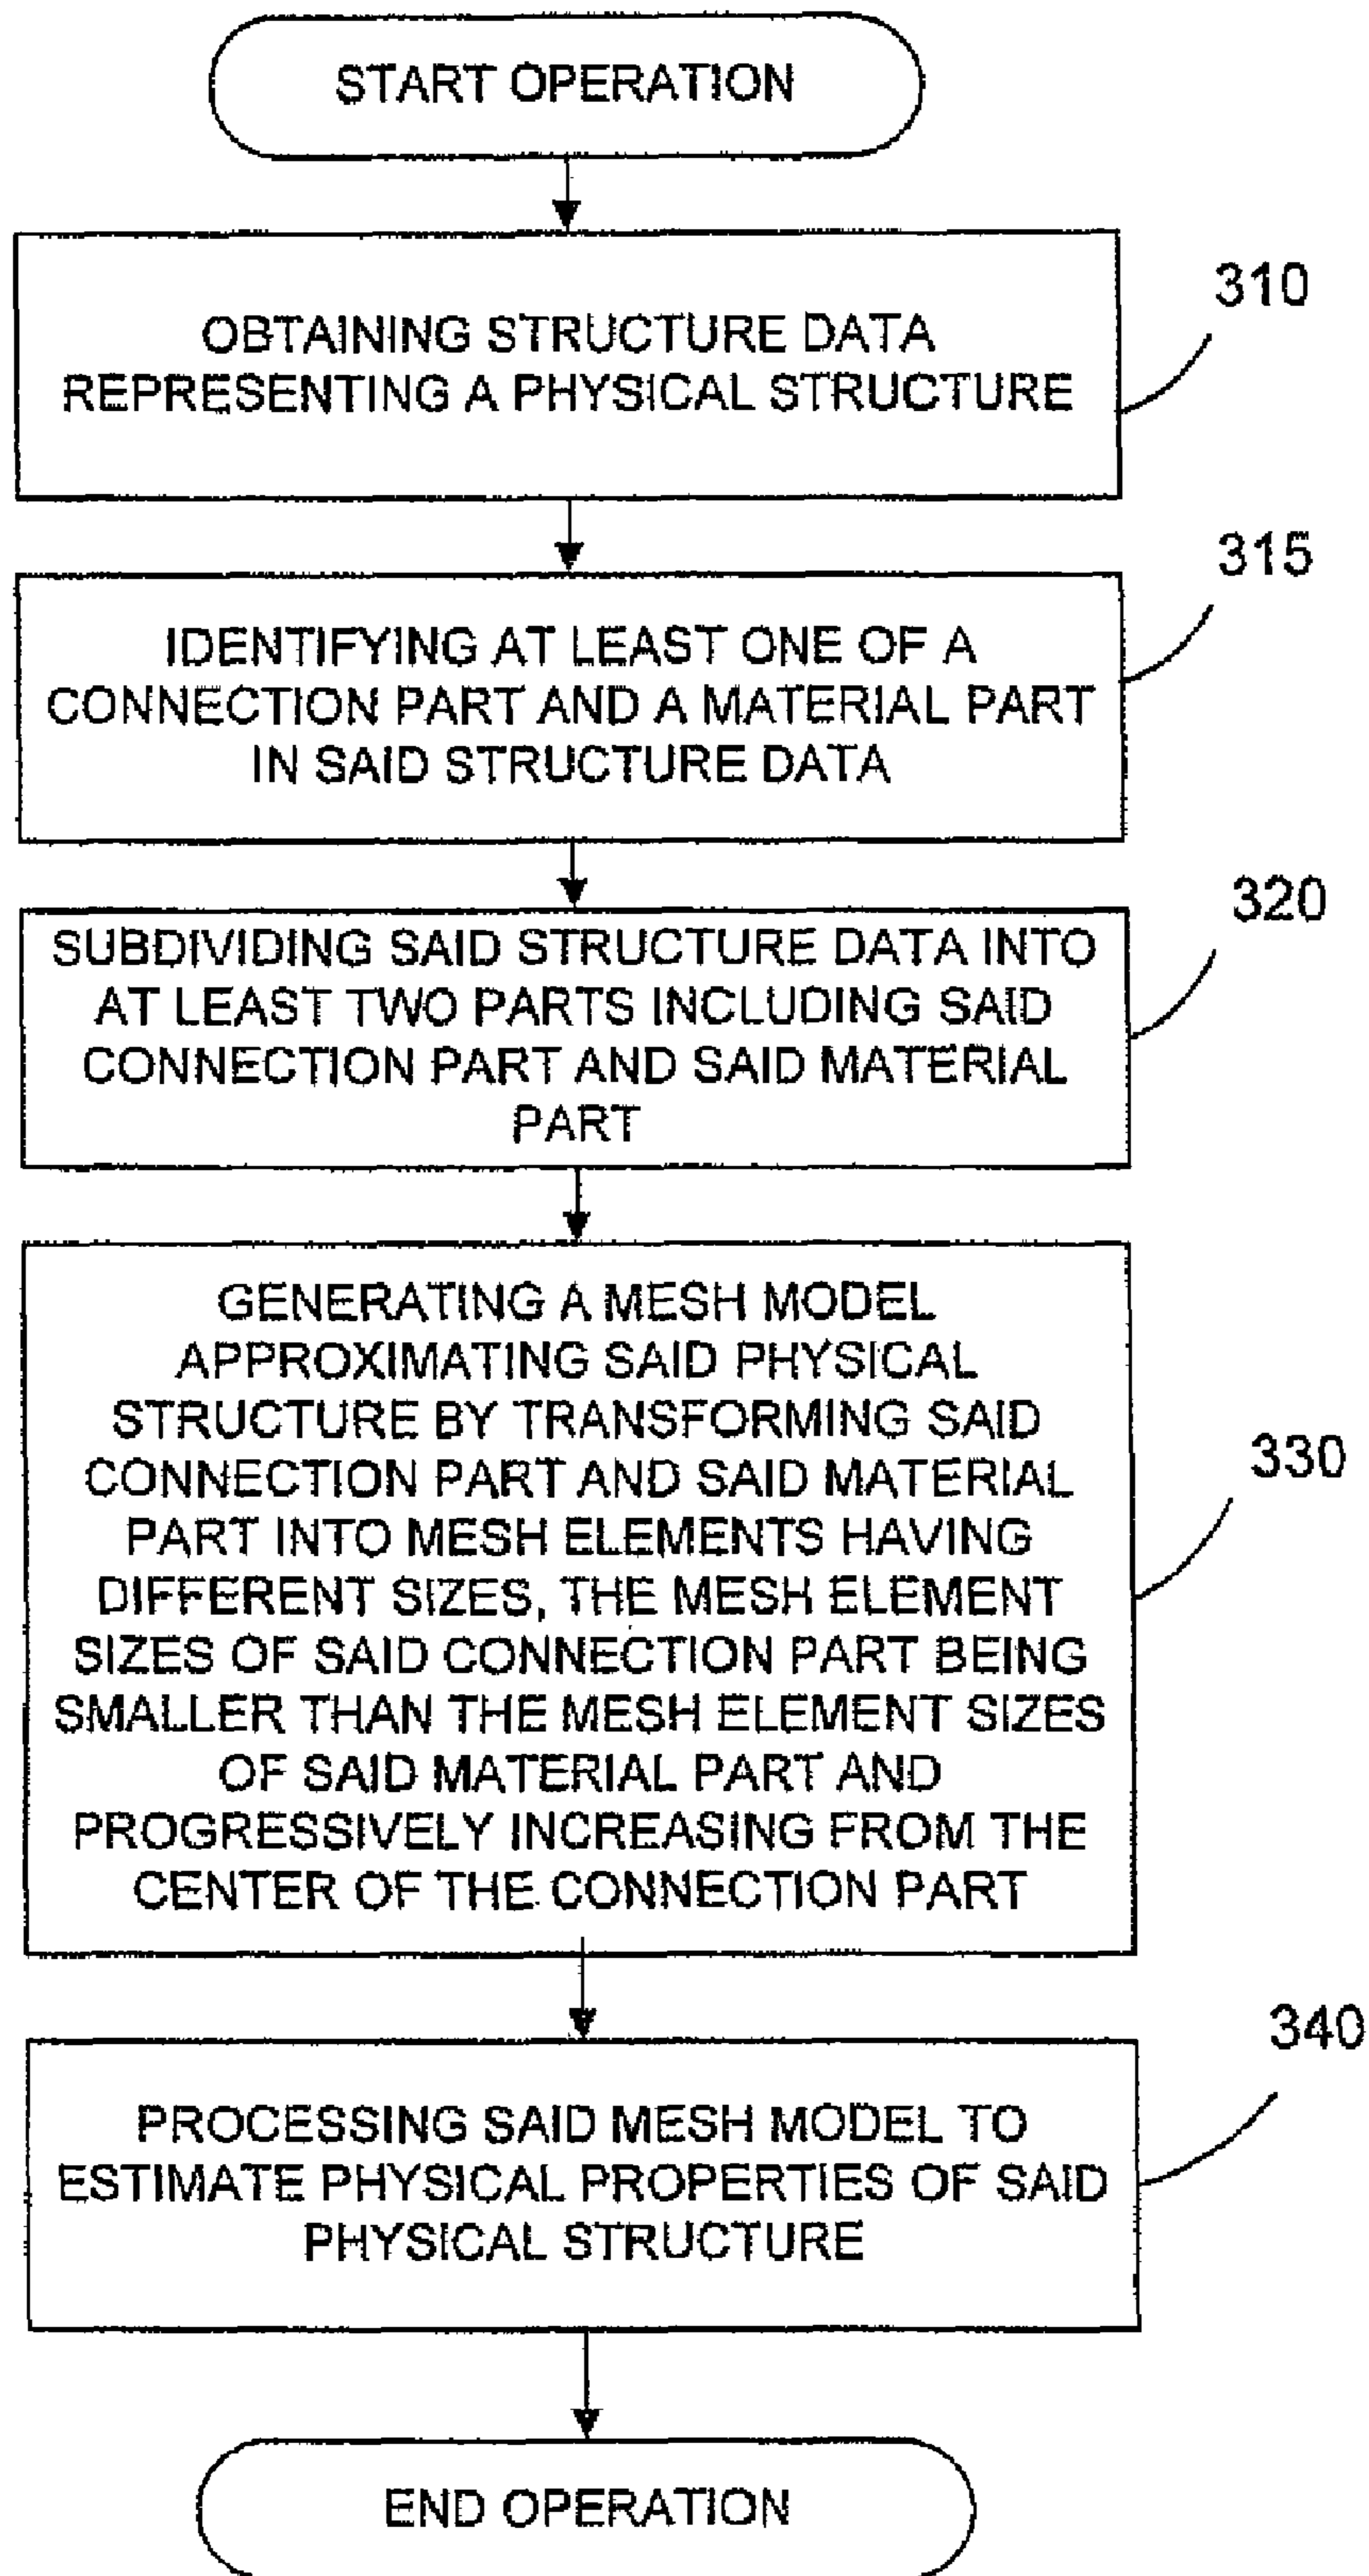 START OPERATION
OBTAINING STRUCTURE DATA
REPRESENTING A PHYSICAL STRUCTURE
310
IDENTIFYING AT LEAST ONE OF A
CONNECTION PART AND A MATERIAL PART
IN SAID STRUCTURE DATA
315
SUBDIVIDING SAID STRUCTURE DATA INTO
AT LEAST TWO PARTS INCLUDING SAID
CONNECTION PART AND SAID MATERIAL
PART
320
GENERATING A MESH MODEL
APPROXIMATING SAID PHYSICAL
STRUCTURE BY TRANSFORMING SAID
CONNECTION PART AND SAID MATERIAL
PART INTO MESH ELEMENTS HAVING
DIFFERENT SIZES, THE MESH ELEMENT
SIZES OF SAID CONNECTION PART BEING
SMALLER THAN THE MESH ELEMENT SIZES
OF SAID MATERIAL PART AND
PROGRESSIVELY INCREASING FROM THE
CENTER OF THE CONNECTION PART
330
PROCESSING SAID MESH MODEL TO
ESTIMATE PHYSICAL PROPERTIES OF SAID
PHYSICAL STRUCTURE
340
END OPERATION